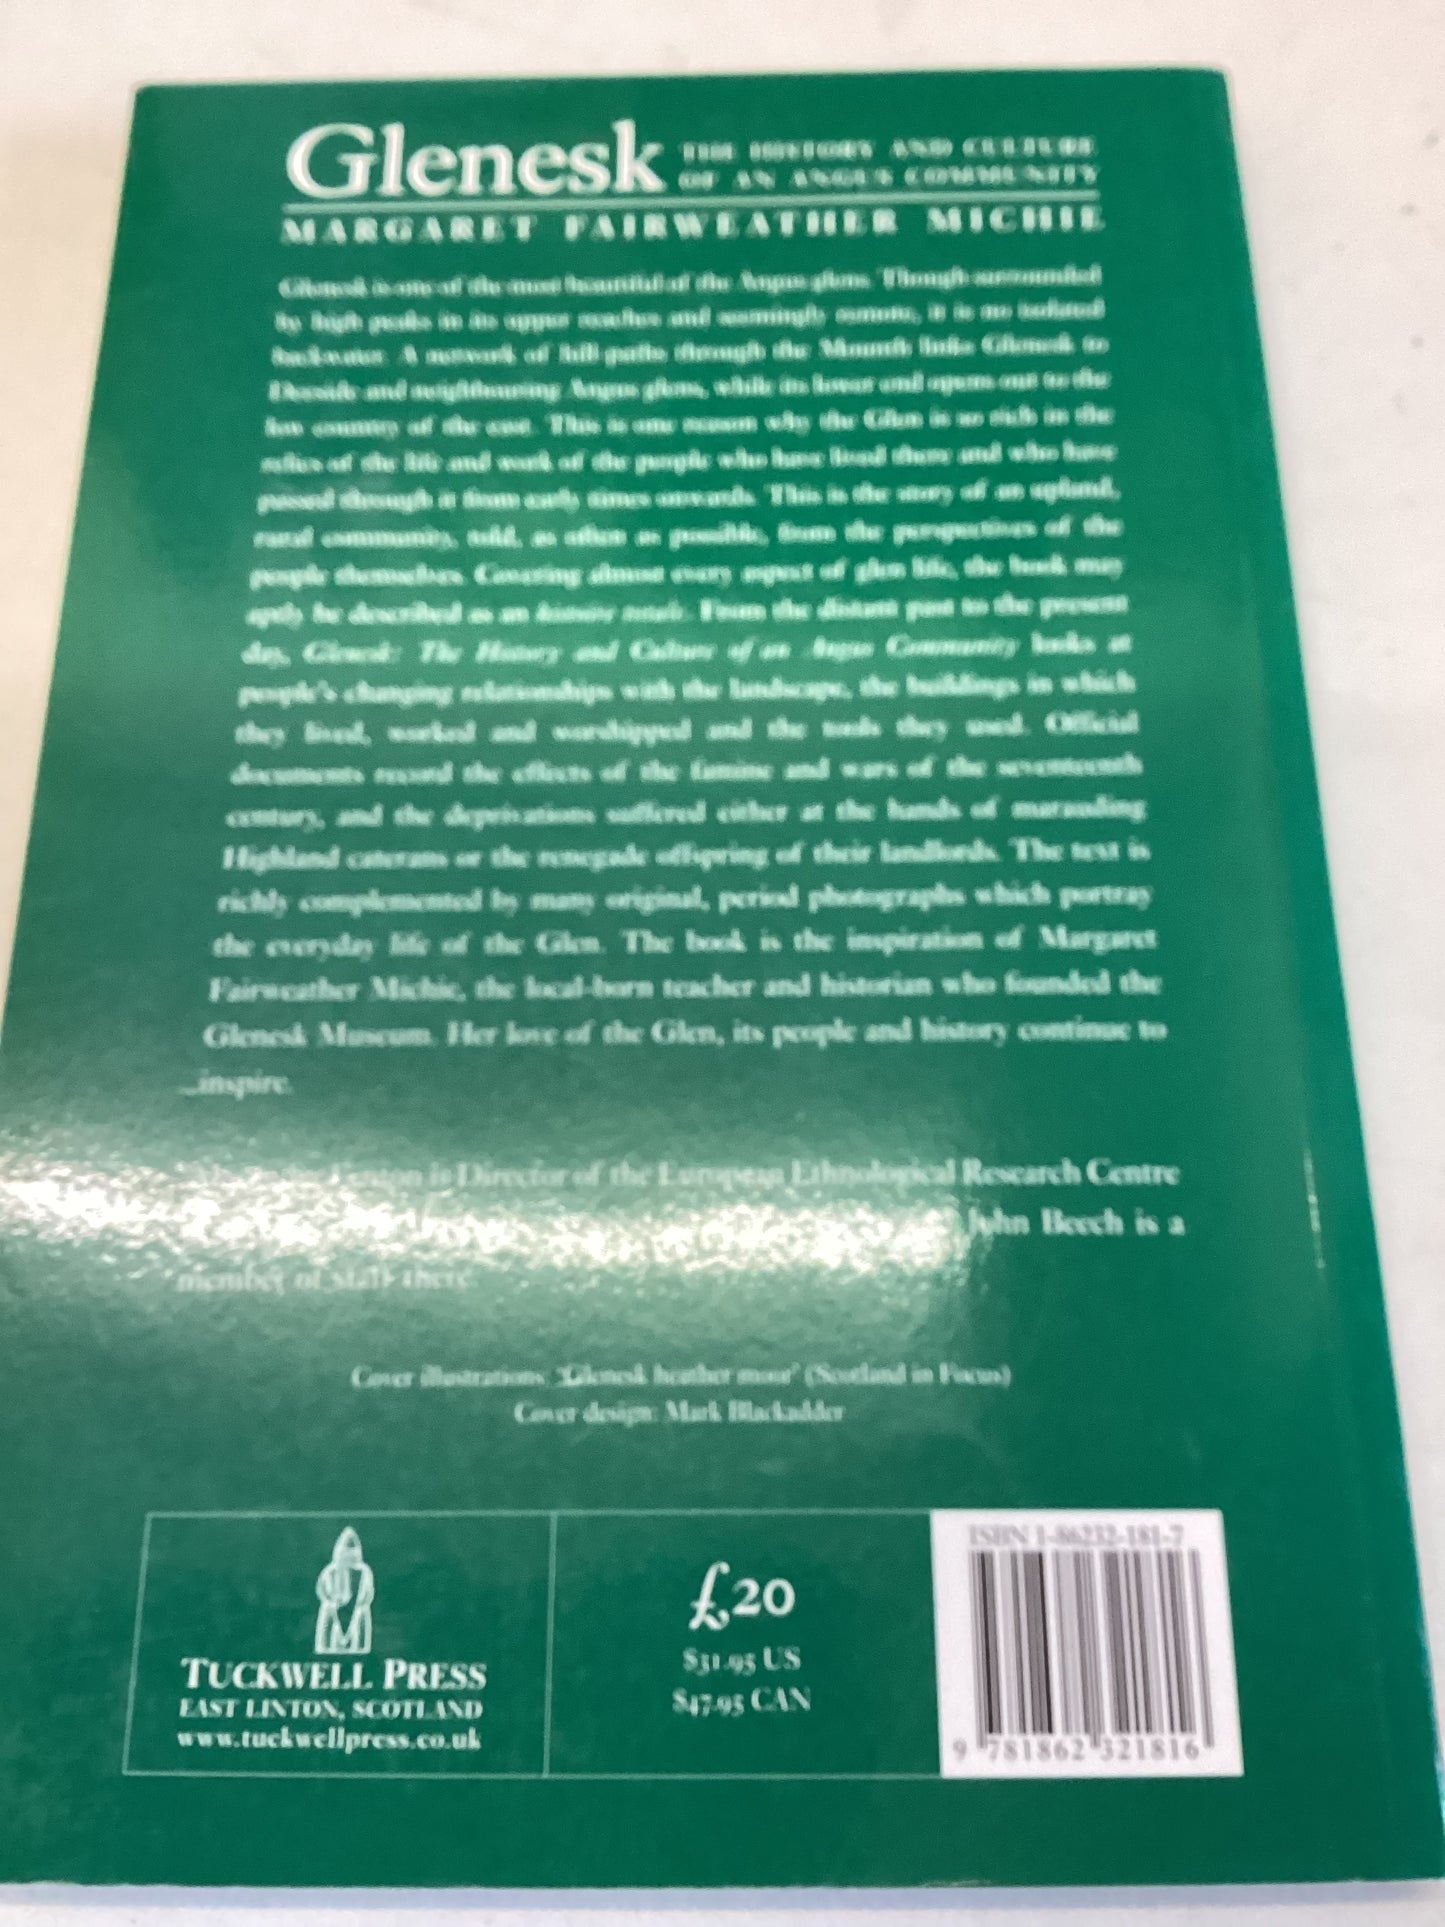 Glenesk THE HISTORY AND CULTURE
OF AN ANGUS COMMUNITY
MARGARET FAIRWEATHER MICHIE
Glenesk is one of the most beautiful of the Angus glens. Though surrounded
by high peaks in its upper reaches and seemingly remote, it is no isolated
backwater. A network of hill paths through the Mounth links Glenesk to
Deeside and neighbouring Angus glens, while its lower end opens out to the
low country of the east. This is one reason why the Glen is so rich in the
relics of the life and work of the people who have lived there and who have
passed through it from early times onwards. This is the story of an upland,
rural community, told, as often as possible, from the perspectives of the
people themselves. Covering almost every aspect of glen life, the book may
aptly be described as an histoire totale. From the distant past to the present
day, Glenesk: The History and Culture of an Angus Community looks at
people's changing relationships with the landscape, the buildings in which
they lived, worked and worshipped and the tools they used. Official
documents record the effects of the famine and wars of the seventeenth
century, and the deprivations suffered either at the hands of marauding
Highland caterans or the renegade offspring of their landlords. The text is
richly complemented by many original, period photographs which portray
the everyday life of the Glen. The book is the inspiration of Margaret
Fairweather Michie, the local-born teacher and historian who founded the
Glenesk Museum. Her love of the Glen, its people and history continue to
inspire.
Fenton is Director of the European Ethnological Research Centre
John Beech is a
member of staff there.
Cover illustrations: 'Glenesk heather moor' (Scotland in Focus)
Cover design: Mark Blackadder
TUCKWELL PRESS
EAST LINTON, SCOTLAND
www.tuckwellpress.co.uk
£20
$31.95 US
$47.95 CAN
ISBN 1-86232-181-7
9 781862 321816